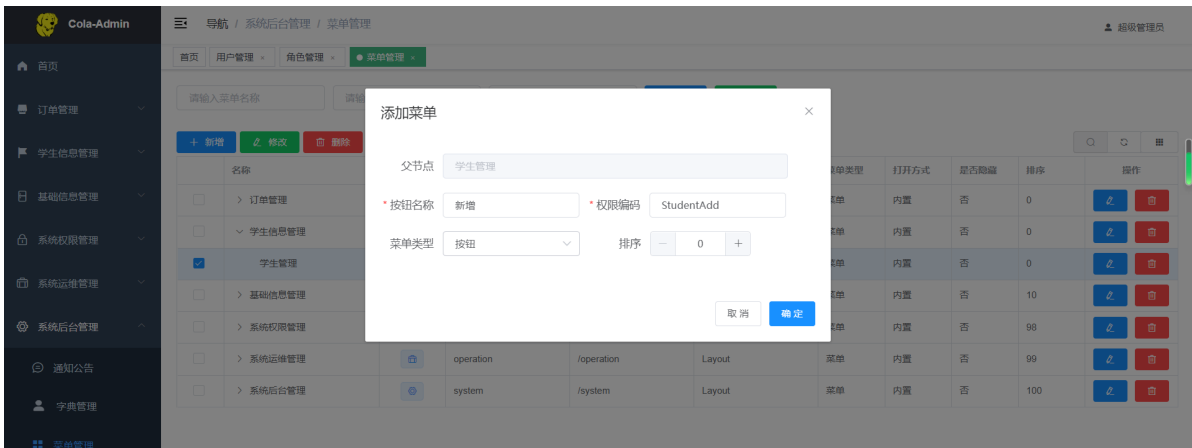 Cola-Admin
导航 / 系统后台管理 / 菜单管理
超级管理员
首页 用户管理 × 角色管理 × 菜单管理 ×
首页
订单管理
学生信息管理
基础信息管理
系统权限管理
系统运维管理
系统后台管理
通知公告
字典管理
菜单管理
请输入菜单名称 请输
+ 新增 修改 删除
名称 菜单类型 打开方式 是否隐藏 排序 操作
订单管理 菜单 内置 否 0
学生信息管理 菜单 内置 否 0
学生管理 菜单 内置 否 0
基础信息管理 菜单 内置 否 10
系统权限管理 菜单 内置 否 98
系统运维管理 operation /operation Layout 菜单 内置 否 99
系统后台管理 system /system Layout 菜单 内置 否 100
添加菜单 ×
父节点 学生管理
* 按钮名称 新增 * 权限编码 StudentAdd
菜单类型 按钮 排序 − 0 +
取消 确定